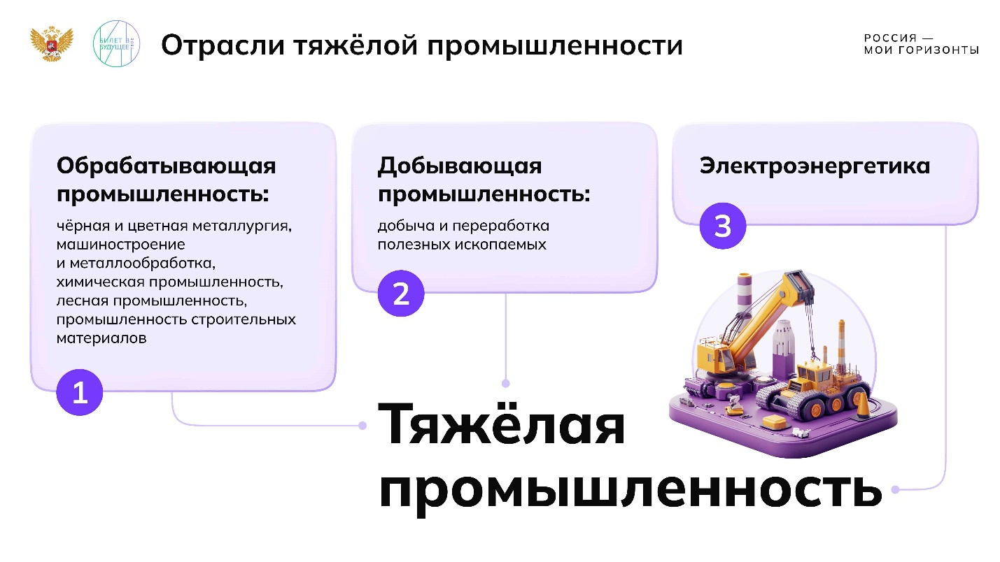 БИЛЕТ В
БУДУЩЕЕ
ТВОЁ
Отрасли тяжёлой промышленности
РОССИЯ —
МОИ ГОРИЗОНТЫ
Обрабатывающая
промышленность:
чёрная и цветная металлургия,
машиностроение
и металлообработка,
химическая промышленность,
лесная промышленность,
промышленность строительных
материалов
1
Добывающая
промышленность:
добыча и переработка
полезных ископаемых
2
Электроэнергетика
3
Тяжёлая
промышленность